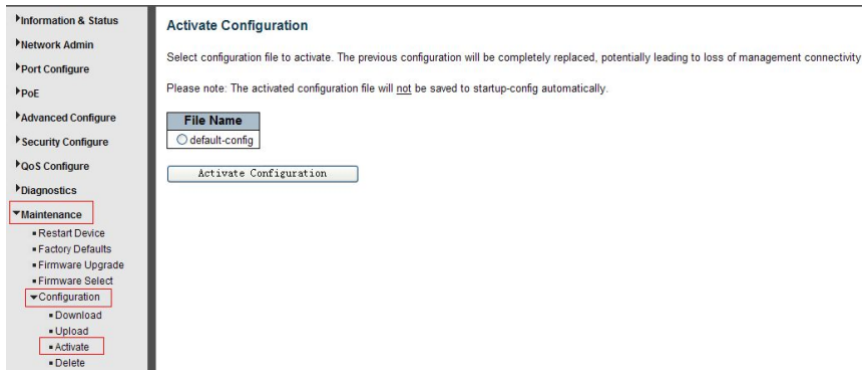 Information & Status
Network Admin
Port Configure
PoE
Advanced Configure
Security Configure
QoS Configure
Diagnostics
Maintenance
Restart Device
Factory Defaults
Firmware Upgrade
Firmware Select
Configuration
Download
Upload
Activate
Delete
Activate Configuration
Select configuration file to activate. The previous configuration will be completely replaced, potentially leading to loss of management connectivity
Please note: The activated configuration file will not be saved to startup-config automatically.
File Name
default-config
Activate Configuration